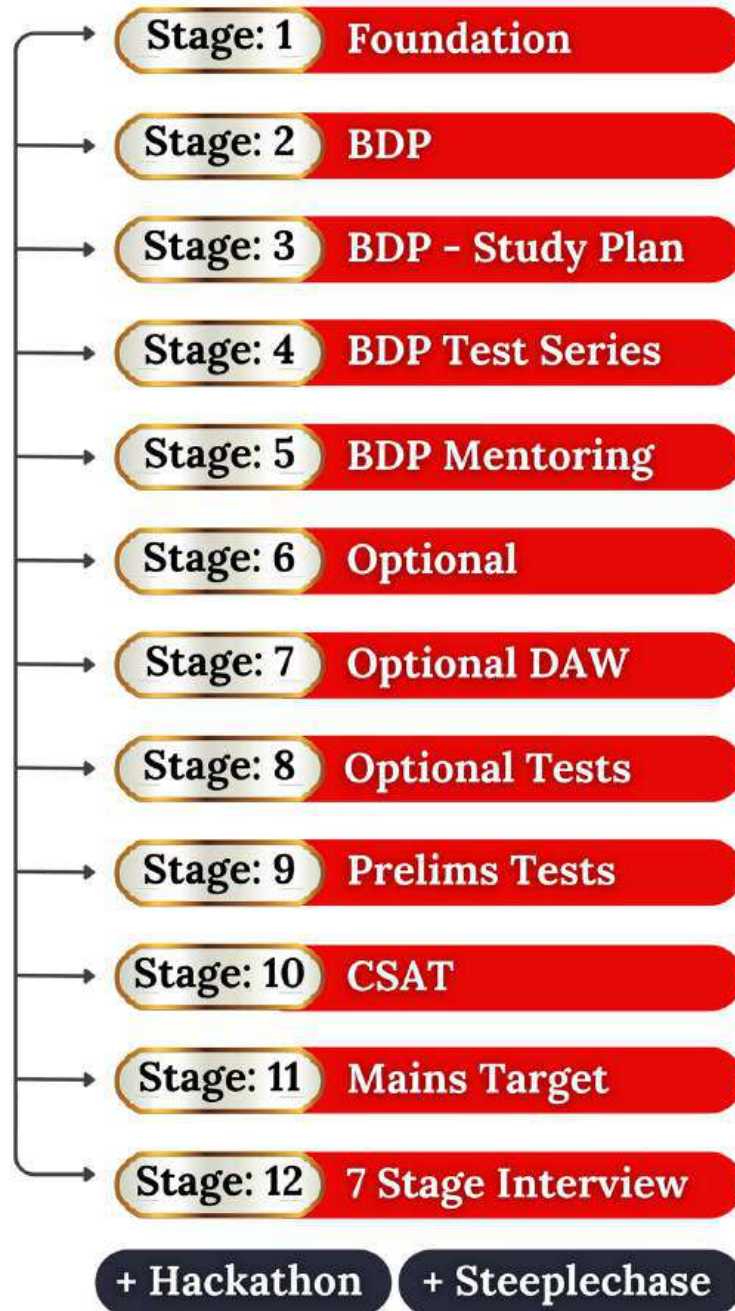 Stage: 1 Foundation
Stage: 2 BDP
Stage: 3 BDP - Study Plan
Stage: 4 BDP Test Series
Stage: 5 BDP Mentoring
Stage: 6 Optional
Stage: 7 Optional DAW
Stage: 8 Optional Tests
Stage: 9 Prelims Tests
Stage: 10 CSAT
Stage: 11 Mains Target
Stage: 12 7 Stage Interview
+ Hackathon + Steeplechase